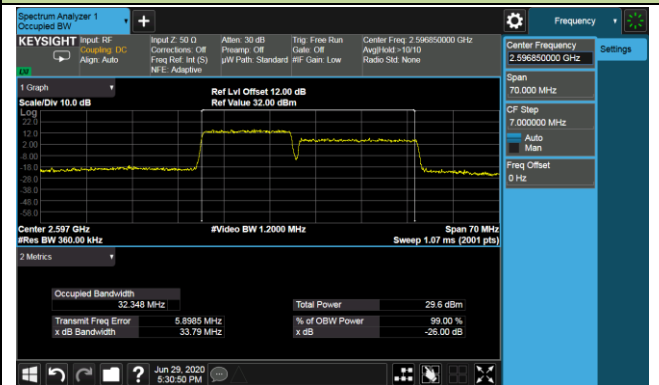 Spectrum Analyzer 1
Occupied BW
Frequency
KEYSIGHT
Input: RF
Coupling: DC
Align: Auto
Input Z: 50 Ω
Corrections: Off
Freq Ref: Int (S)
NFE: Adaptive
Atten: 30 dB
Preamp: Off
µW Path: Standard
Trig: Free Run
Gate: Off
#IF Gain: Low
Center Freq: 2.596850000 GHz
Avg|Hold:>10/10
Radio Std: None
Center Frequency
2.596850000 GHz
Settings
Span
70.000 MHz
CF Step
7.000000 MHz
Auto
Man
Freq Offset
0 Hz
1 Graph
Scale/Div 10.0 dB
Ref Lvl Offset 12.00 dB
Ref Value 32.00 dBm
Log
22.0
12.0
2.00
-8.00
-18.0
-28.0
-38.0
-48.0
-58.0
Center 2.597 GHz
#Res BW 360.00 kHz
#Video BW 1.2000 MHz
Span 70 MHz
Sweep 1.07 ms (2001 pts)
2 Metrics
Occupied Bandwidth
32.348 MHz
Total Power 29.6 dBm
Transmit Freq Error 5.8985 MHz
% of OBW Power 99.00 %
x dB Bandwidth 33.79 MHz
x dB -26.00 dB
Jun 29, 2020
5:30:50 PM